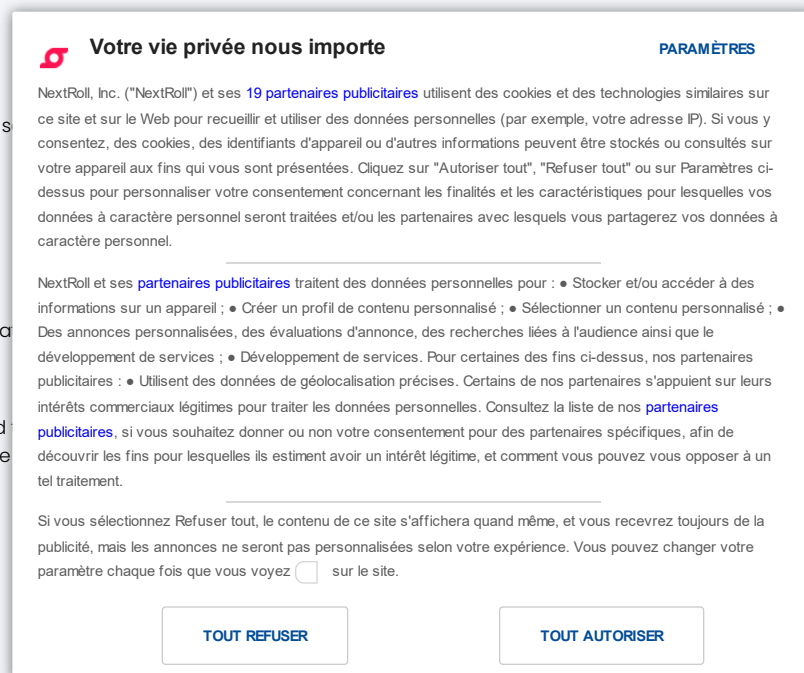 Votre vie privée nous importe
PARAMÈTRES
NextRoll, Inc. ("NextRoll") et ses 19 partenaires publicitaires utilisent des cookies et des technologies similaires sur
ce site et sur le Web pour recueillir et utiliser des données personnelles (par exemple, votre adresse IP). Si vous y
consentez, des cookies, des identifiants d'appareil ou d'autres informations peuvent être stockés ou consultés sur
votre appareil aux fins qui vous sont présentées. Cliquez sur "Autoriser tout", "Refuser tout" ou sur Paramètres ci-
dessus pour personnaliser votre consentement concernant les finalités et les caractéristiques pour lesquelles vos
données à caractère personnel seront traitées et/ou les partenaires avec lesquels vous partagerez vos données à
caractère personnel.
NextRoll et ses partenaires publicitaires traitent des données personnelles pour : ● Stocker et/ou accéder à des
informations sur un appareil ; ● Créer un profil de contenu personnalisé ; ● Sélectionner un contenu personnalisé ; ●
Des annonces personnalisées, des évaluations d'annonce, des recherches liées à l'audience ainsi que le
développement de services ; ● Développement de services. Pour certaines des fins ci-dessus, nos partenaires
publicitaires : ● Utilisent des données de géolocalisation précises. Certains de nos partenaires s'appuient sur leurs
intérêts commerciaux légitimes pour traiter les données personnelles. Consultez la liste de nos partenaires
publicitaires, si vous souhaitez donner ou non votre consentement pour des partenaires spécifiques, afin de
découvrir les fins pour lesquelles ils estiment avoir un intérêt légitime, et comment vous pouvez vous opposer à un
tel traitement.
Si vous sélectionnez Refuser tout, le contenu de ce site s'affichera quand même, et vous recevrez toujours de la
publicité, mais les annonces ne seront pas personnalisées selon votre expérience. Vous pouvez changer votre
paramètre chaque fois que vous voyez sur le site.
TOUT REFUSER
TOUT AUTORISER